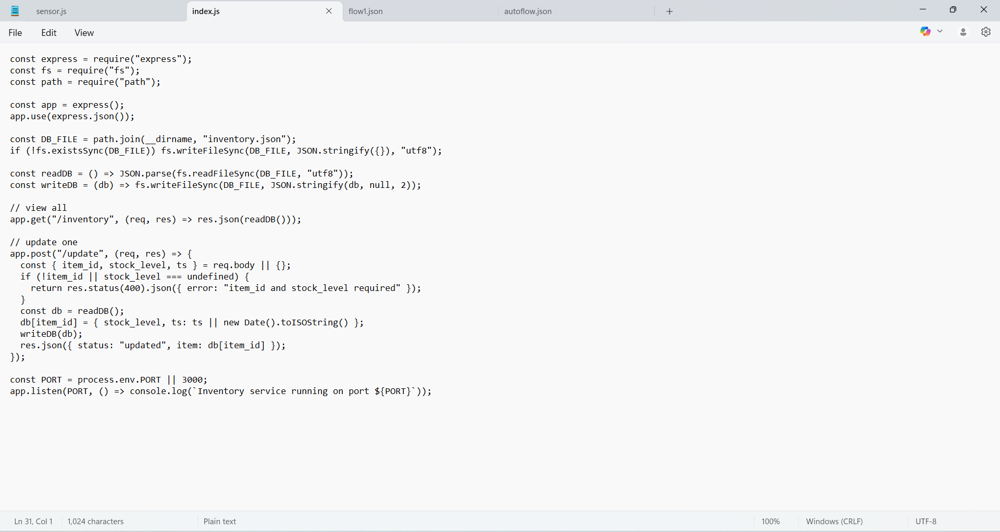 sensor.js index.js flow1.json autoflow.json
File Edit View
const express = require("express");
const fs = require("fs");
const path = require("path");
const app = express();
app.use(express.json());
const DB_FILE = path.join(__dirname, "inventory.json");
if (!fs.existsSync(DB_FILE)) fs.writeFileSync(DB_FILE, JSON.stringify({}), "utf8");
const readDB = () => JSON.parse(fs.readFileSync(DB_FILE, "utf8"));
const writeDB = (db) => fs.writeFileSync(DB_FILE, JSON.stringify(db, null, 2));
// view all
app.get("/inventory", (req, res) => res.json(readDB()));
// update one
app.post("/update", (req, res) => {
  const { item_id, stock_level, ts } = req.body || {};
  if (!item_id || stock_level === undefined) {
    return res.status(400).json({ error: "item_id and stock_level required" });
  }
  const db = readDB();
  db[item_id] = { stock_level, ts: ts || new Date().toISOString() };
  writeDB(db);
  res.json({ status: "updated", item: db[item_id] });
});
const PORT = process.env.PORT || 3000;
app.listen(PORT, () => console.log(`Inventory service running on port ${PORT}`));
Ln 31, Col 1 1,024 characters Plain text 100% Windows (CRLF) UTF-8